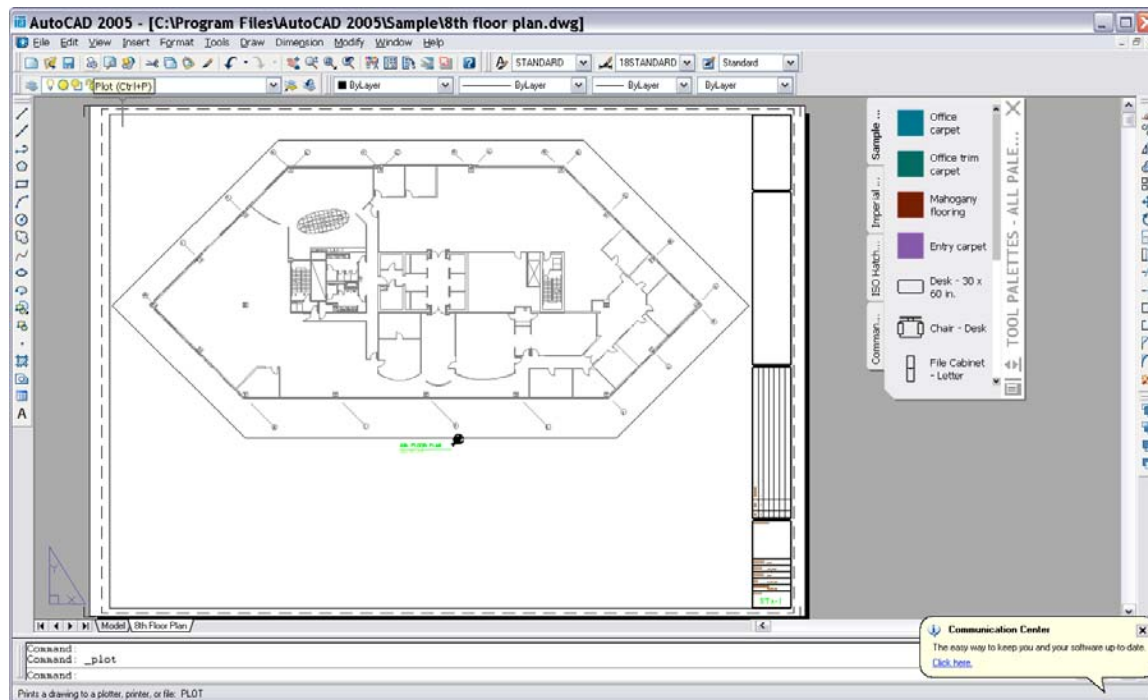 AutoCAD 2005 - [C:\Program Files\AutoCAD 2005\Sample\8th floor plan.dwg]
File Edit View Insert Format Tools Draw Dimension Modify Window Help
STANDARD 18STANDARD Standard
Plot (Ctrl+P)
ByLayer ByLayer ByLayer ByLayer
Sample ...
Imperial ...
ISO Hatch...
Comman...
Office carpet
Office trim carpet
Mahogany flooring
Entry carpet
Desk - 30 x 60 in.
Chair - Desk
File Cabinet - Letter
TOOL PALETTES - ALL PALE...
A
Y
X
Model 8th Floor Plan
Command:
Command: _plot
Command:
Communication Center
The easy way to keep you and your software up-to-date.
Click here.
Prints a drawing to a plotter, printer, or file: PLOT